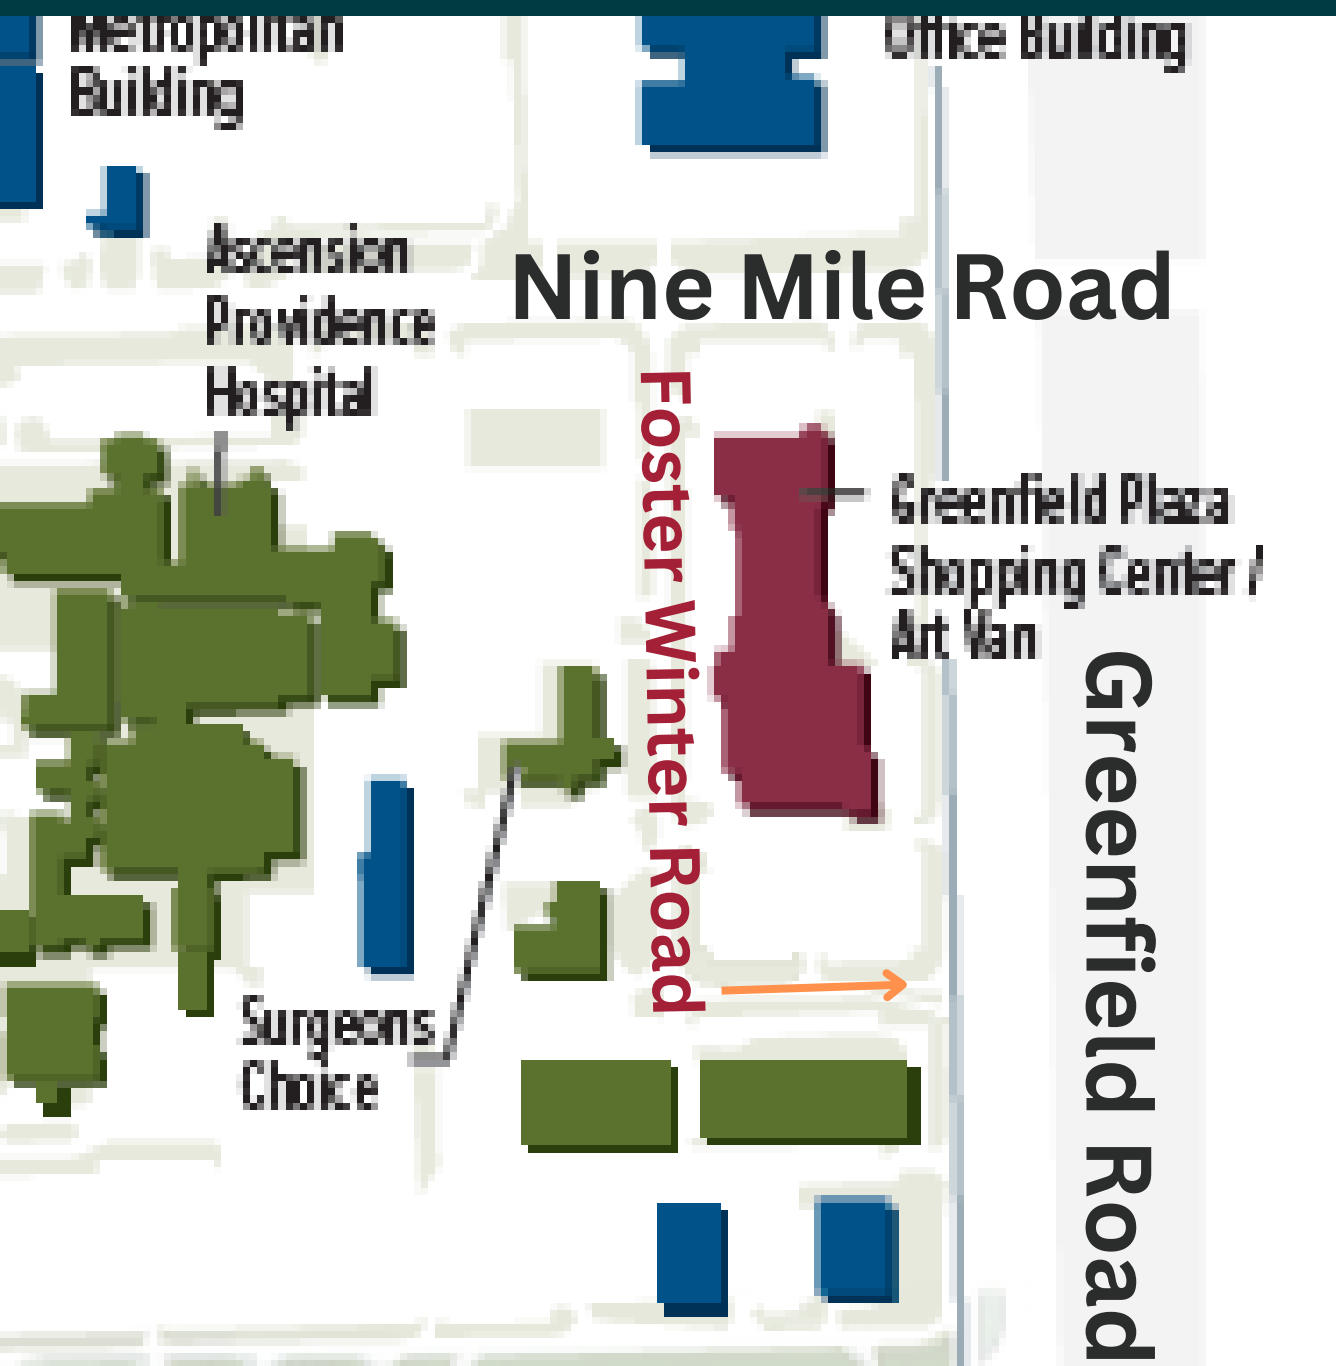 Metropolitan
Building
Office Building
Ascension
Providence
Hospital
Nine Mile Road
Foster Winter Road
Greenfield Plaza
Shopping Center /
Art Van
Greenfield Road
Surgeons
Choice